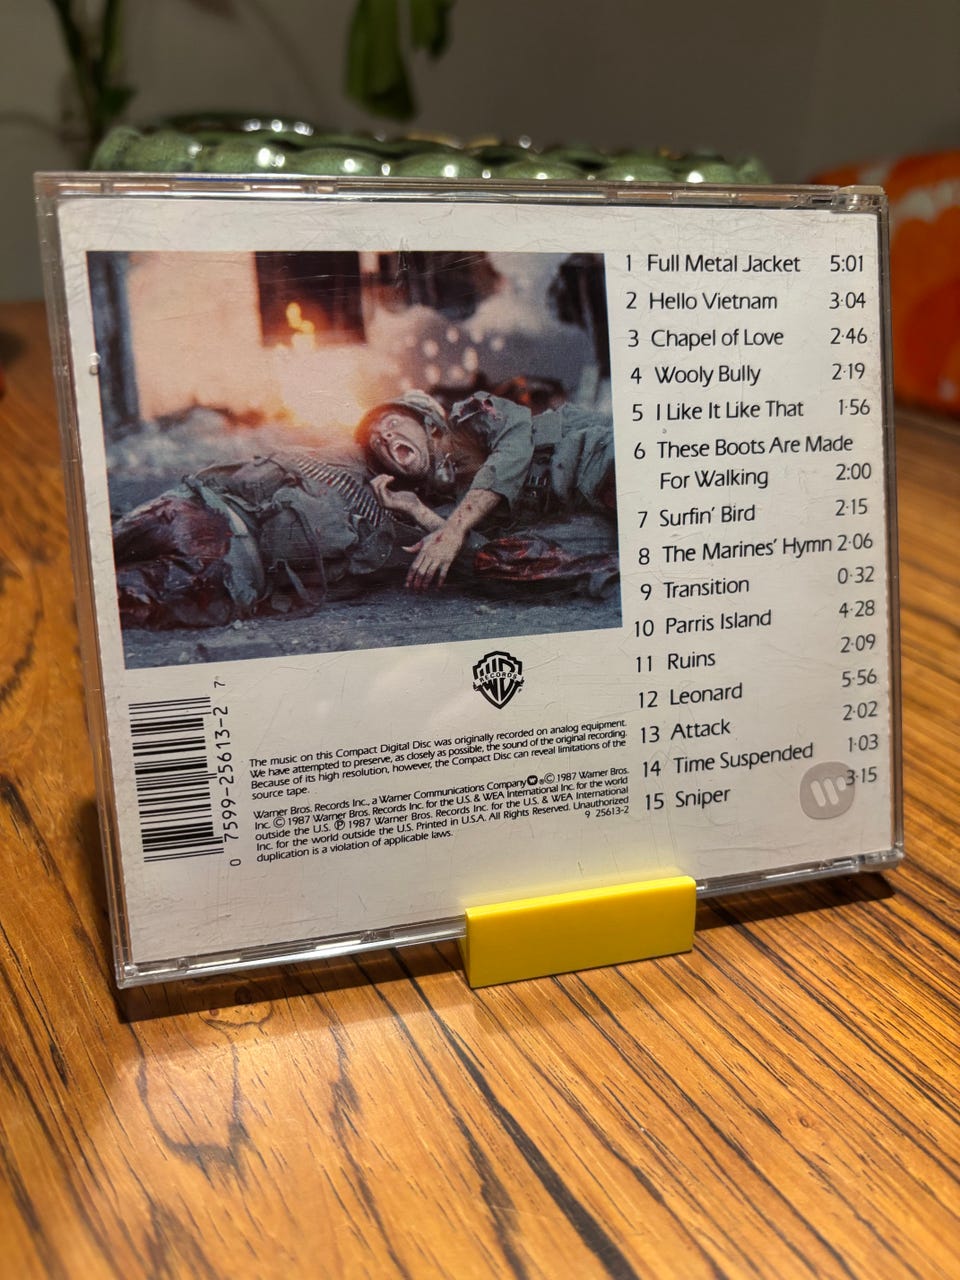 1 Full Metal Jacket 5:01
2 Hello Vietnam 3:04
3 Chapel of Love 2:46
4 Wooly Bully 2:19
5 I Like It Like That 1:56
6 These Boots Are Made
For Walking 2:00
7 Surfin' Bird 2:15
8 The Marines' Hymn 2:06
9 Transition 0:32
10 Parris Island 4:28
11 Ruins 2:09
12 Leonard 5:56
13 Attack 2:02
14 Time Suspended 1:03
15 Sniper 3:15
WB RECORDS
The music on this Compact Digital Disc was originally recorded on analog equipment.
We have attempted to preserve, as closely as possible, the sound of the original recording.
Because of its high resolution, however, the Compact Disc can reveal limitations of the
source tape.
Warner Bros. Records Inc., a Warner Communications Company ®, © 1987 Warner Bros.
Inc. © 1987 Warner Bros. Records Inc. for the U.S. & WEA International Inc. for the world
outside the U.S. ℗ 1987 Warner Bros. Records Inc. for the U.S. & WEA International
Inc. for the world outside the U.S. Printed in U.S.A. All Rights Reserved. Unauthorized
duplication is a violation of applicable laws. 9 25613-2
0 7599-25613-2 7